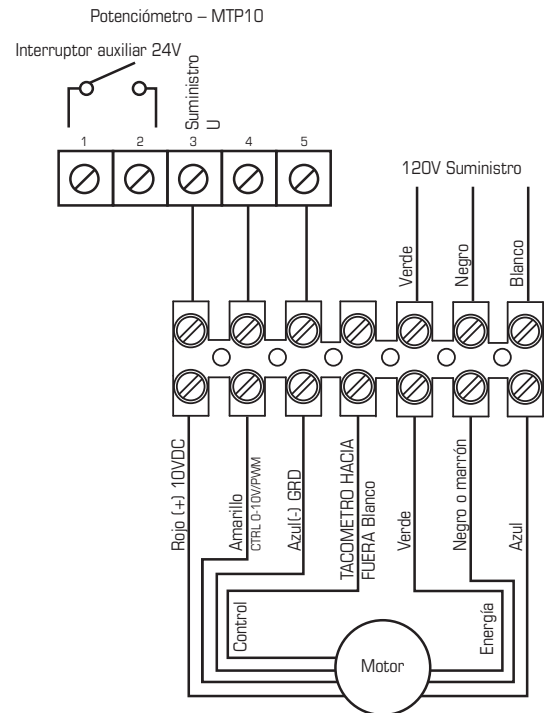 Potenciómetro – MTP10
Interruptor auxiliar 24V
Suministro
U
1 2 3 4 5
120V Suministro
Verde
Negro
Blanco
Rojo (+) 10VDC
Amarillo
CTRL 0-10V/PWM
Azul(-) GRD
TACOMETRO HACIA
FUERA Blanco
Verde
Negro o marrón
Azul
Control
Energía
Motor